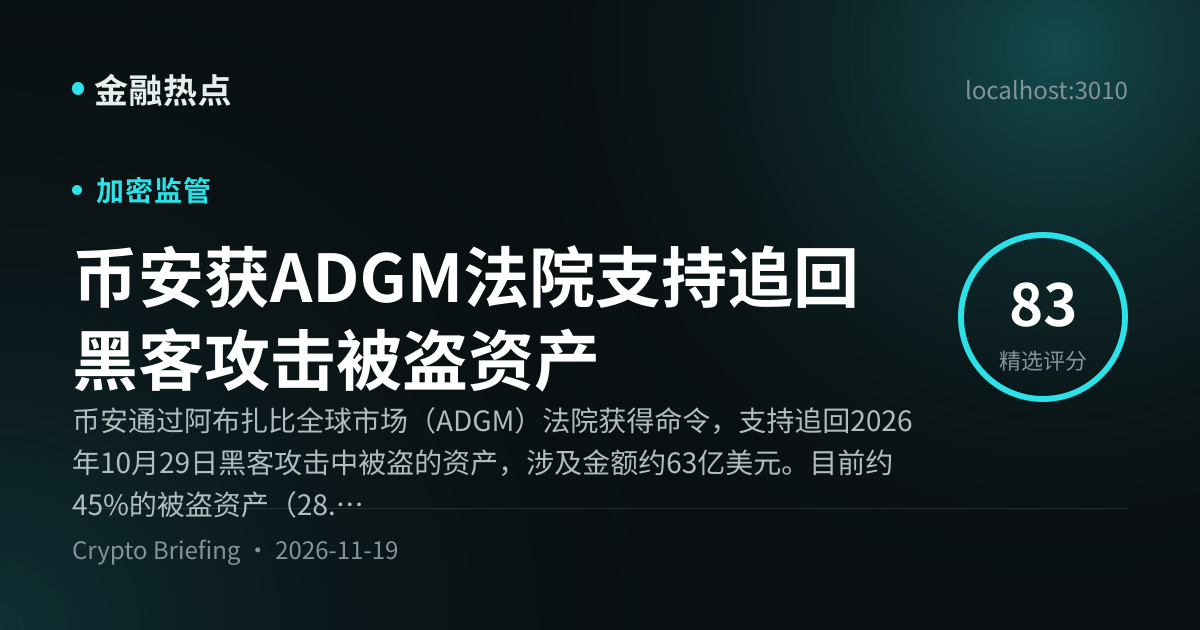 金融热点
localhost:3010
加密监管
币安获ADGM法院支持追回
黑客攻击被盗资产
83
精选评分
币安通过阿布扎比全球市场（ADGM）法院获得命令，支持追回2026
年10月29日黑客攻击中被盗的资产，涉及金额约63亿美元。目前约
45%的被盗资产（28.…
Crypto Briefing · 2026-11-19